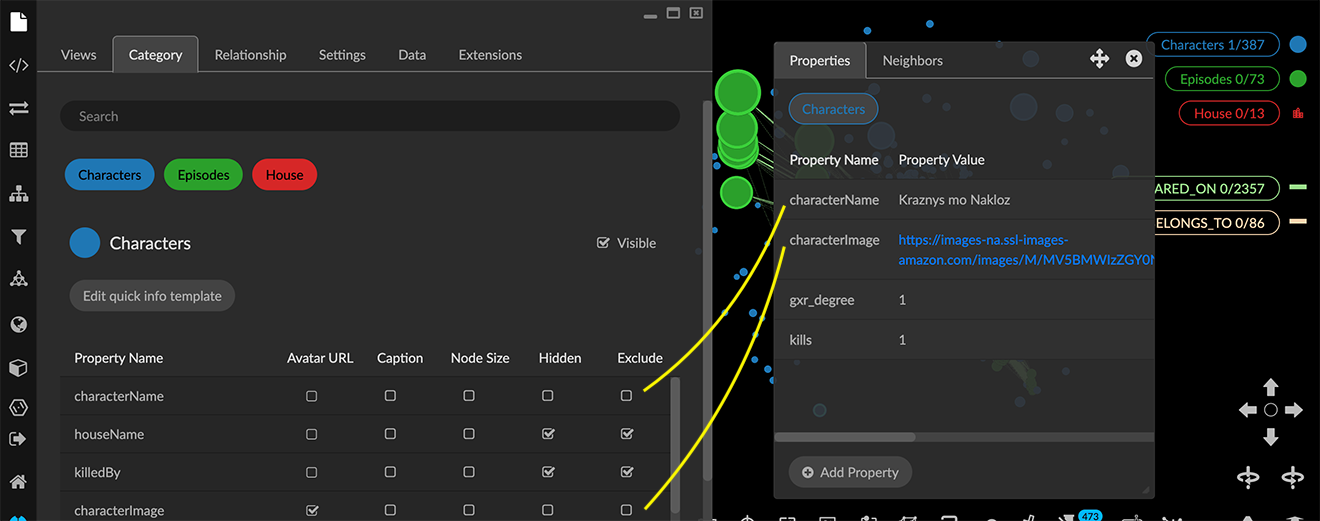 Views Category Relationship Settings Data Extensions
Search
Characters Episodes House
Characters
Visible
Edit quick info template
Property Name Avatar URL Caption Node Size Hidden Exclude
characterName
houseName
killedBy
characterImage
Properties Neighbors
Characters
Property Name Property Value
characterName Kraznys mo Nakloz
characterImage https://images-na.ssl-images-
amazon.com/images/M/MV5BMWIzZGY0
gxr_degree 1
kills 1
Add Property
Characters 1/387
Episodes 0/73
House 0/13
ARED_ON 0/2357
ELONGS_TO 0/86
473